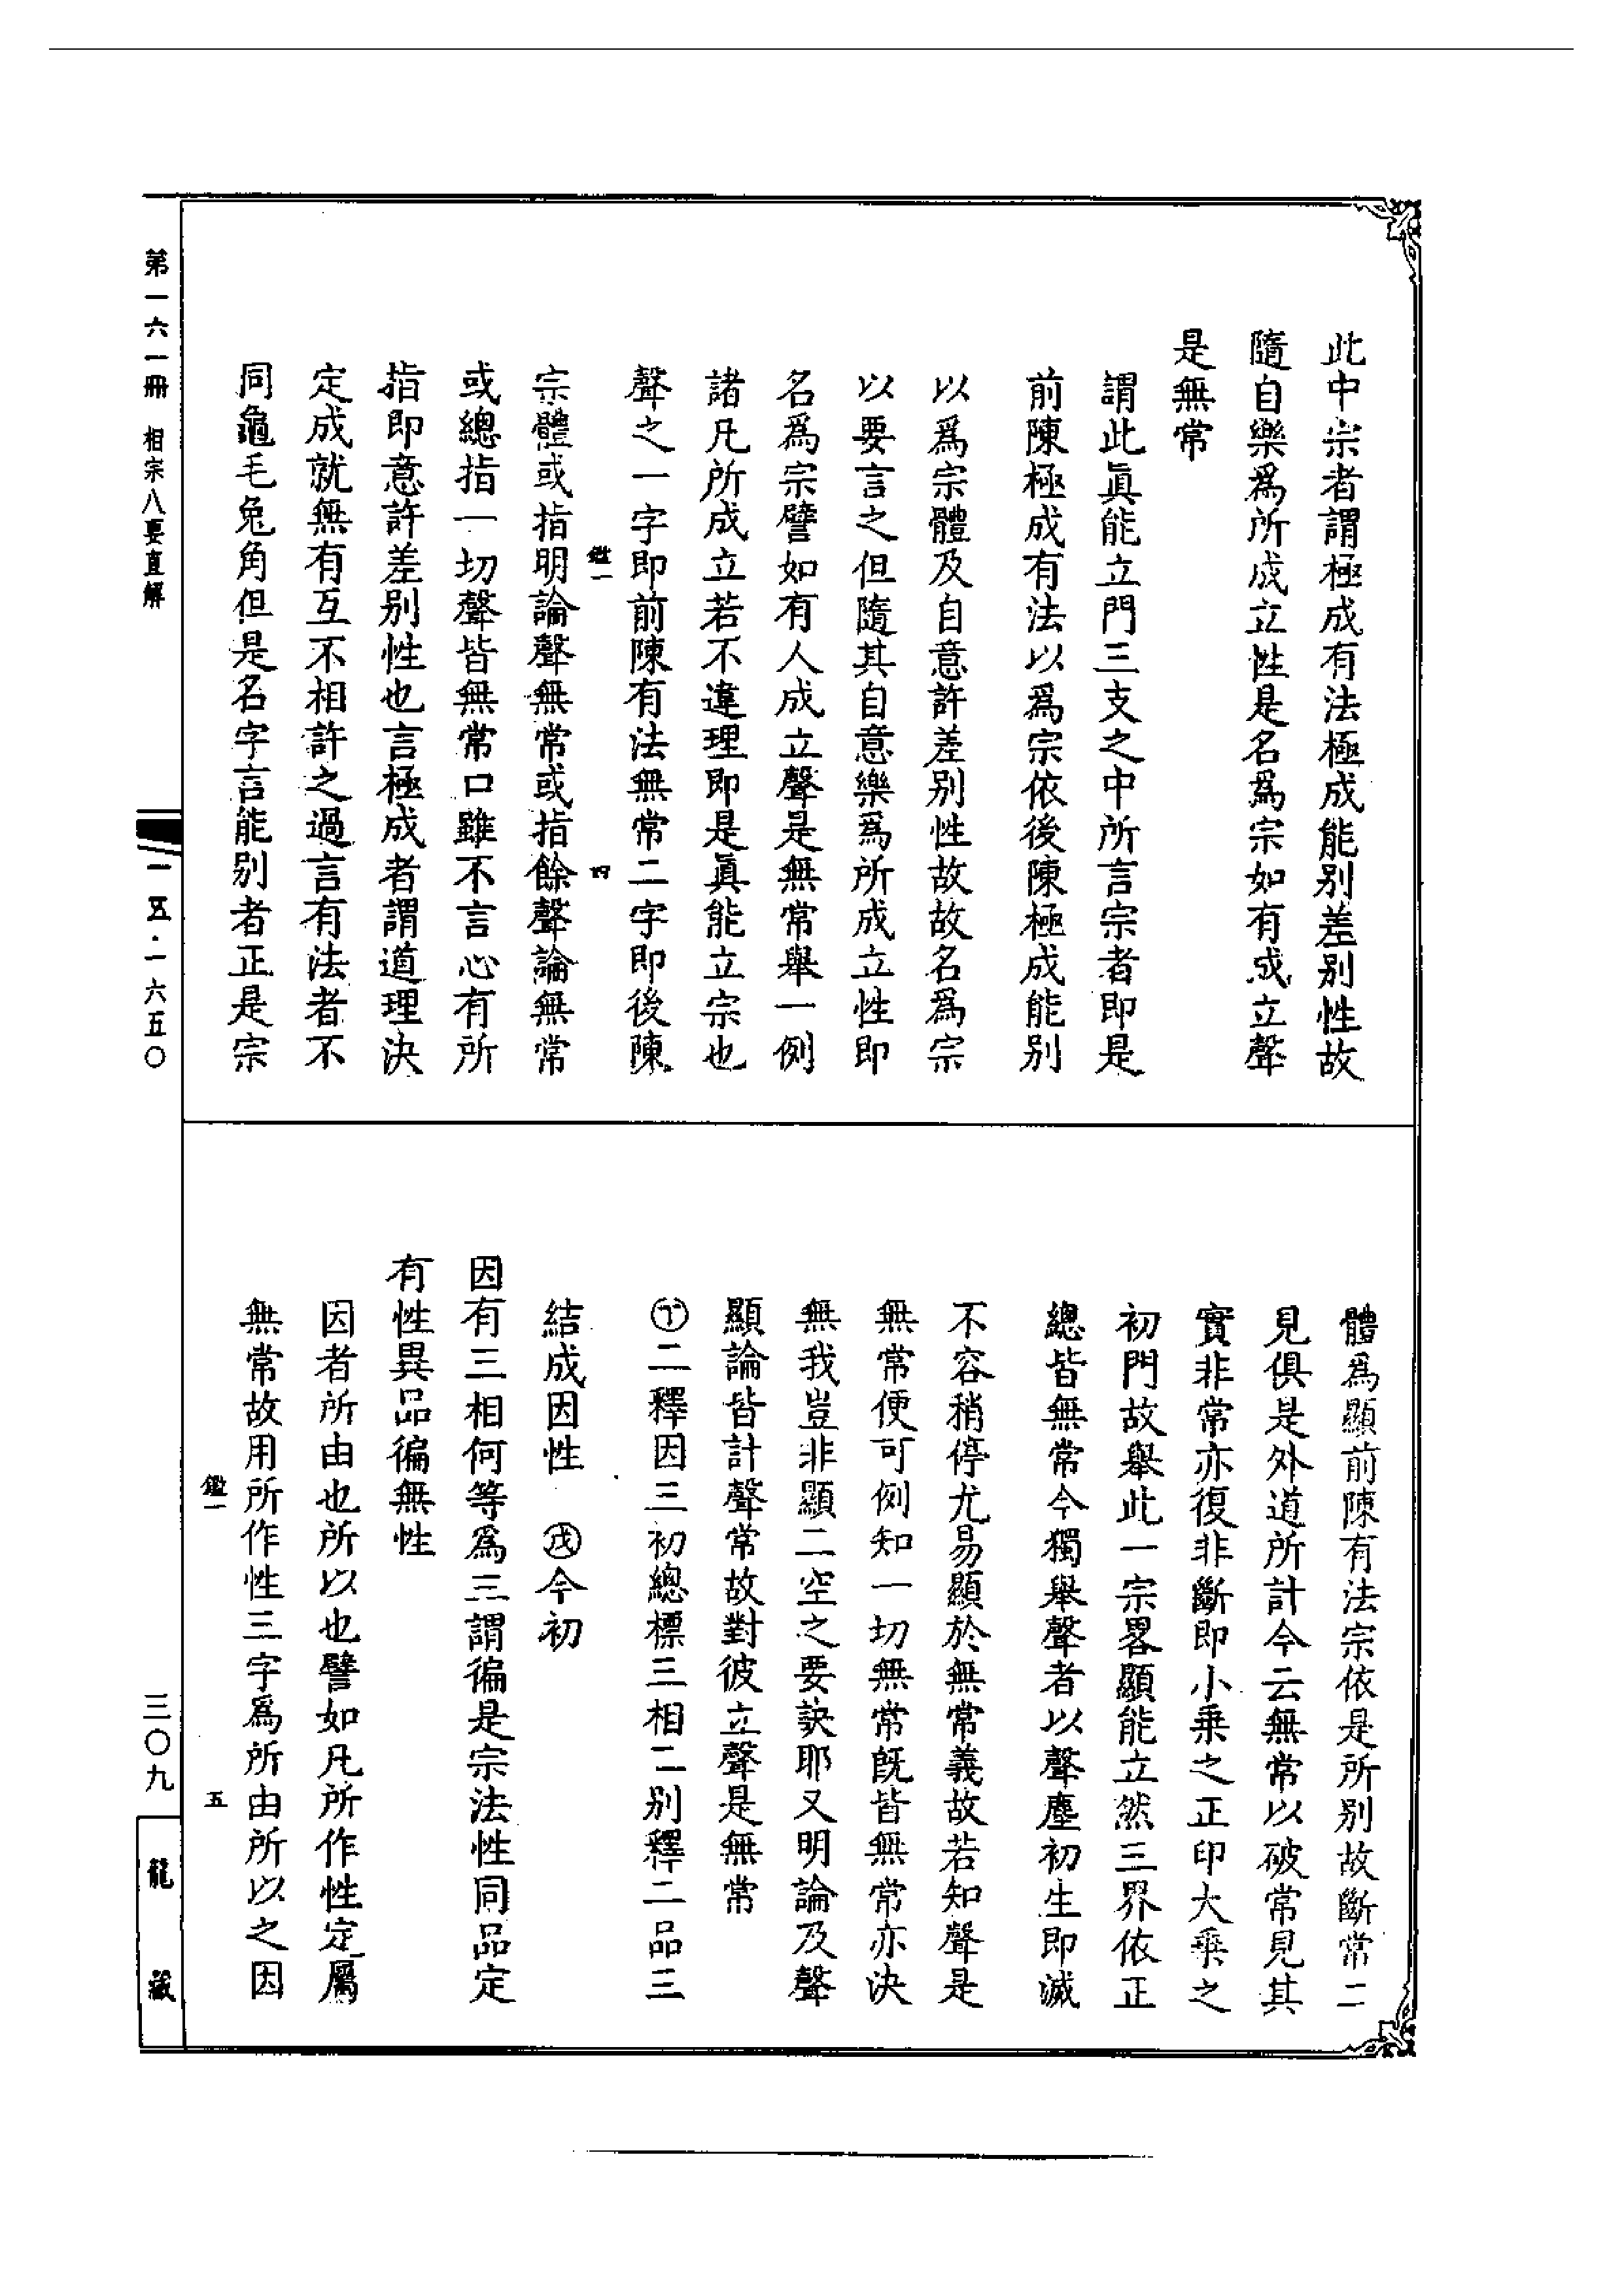 此中宗者謂極成有法極成能別差別性故
隨自樂爲所成立性是名爲宗如有成立聲
是無常
謂此眞能立門三支之中所言宗者即是
前陳極成有法以爲宗依後陳極成能別
以爲宗體及自意許差別性故故名爲宗
以要言之但隨其自意樂爲所成立性即
名爲宗譬如有人成立聲是無常舉一例
諸凡所成立若不違理即是眞能立宗也
聲之一字即前陳有法無常二字即後陳
鑑一 四
宗體或指明論聲無常或指餘聲論無常
或總指一切聲皆無常口雖不言心有所
指即意許差別性也言極成者謂道理決
定成就無有互不相許之過言有法者不
同龜毛兔角但是名字言能別者正是宗
體爲顯前陳有法宗依是所別故斷常二
見俱是外道所計今云無常以破常見其
實非常亦復非斷即小乗之正印大乗之
初門故舉此一宗畧顯能立然三界依正
總皆無常今獨舉聲者以聲塵初生即滅
不容稍停尤易顯於無常義故若知聲是
無常便可例知一切無常旣皆無常亦決
無我豈非顯二空之要訣耶又明論及聲
顯論皆計聲常故對彼立聲是無常
㊉二釋因三初總標三相二別釋二品三
結成因性 戊今初
因有三相何等爲三謂徧是宗法性同品定
有性異品徧無性
因者所由也所以也譬如凡所作性定屬
無常故用所作性三字爲所由所以之因
鑑一 五
第一六一冊 相宗八要直解 一五·一六五〇 三〇九 龍藏